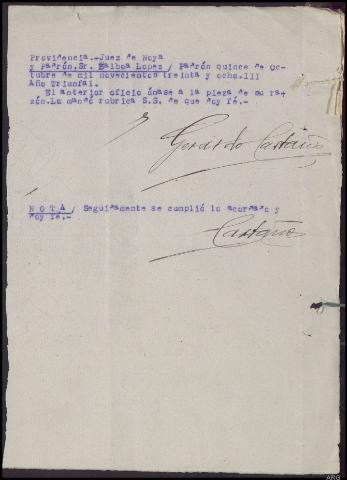 Providencia.-Juez de Noya
y Padrón.Sr. Balboa Lopez / Padrón quince de Oc-
tubre de mil novecientos treinta y ocho.III
Año Triunfal.
El anterior oficio únase a la pieza de su ra-
zón.Lo mandó rubrica S.S. de que doy fé.-
Gerardo Castaño
N O T A / Seguidamente se cumplió lo acordado y
doy fé.-
Castaño
ARG